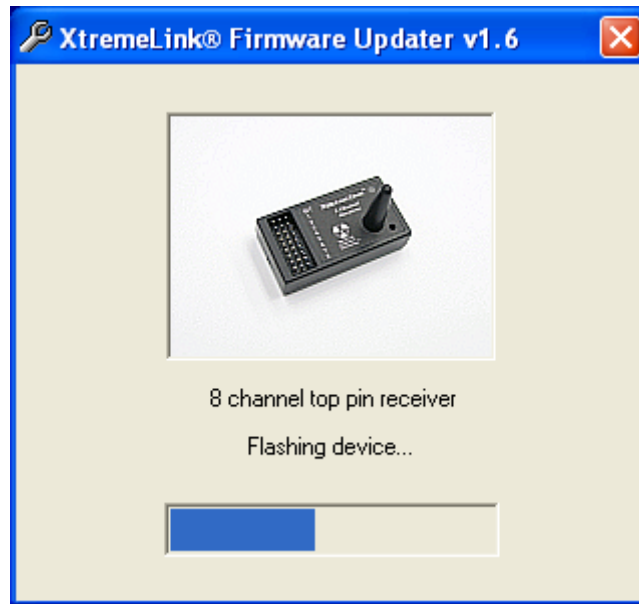 XtremeLink® Firmware Updater v1.6
8 channel top pin receiver
Flashing device...